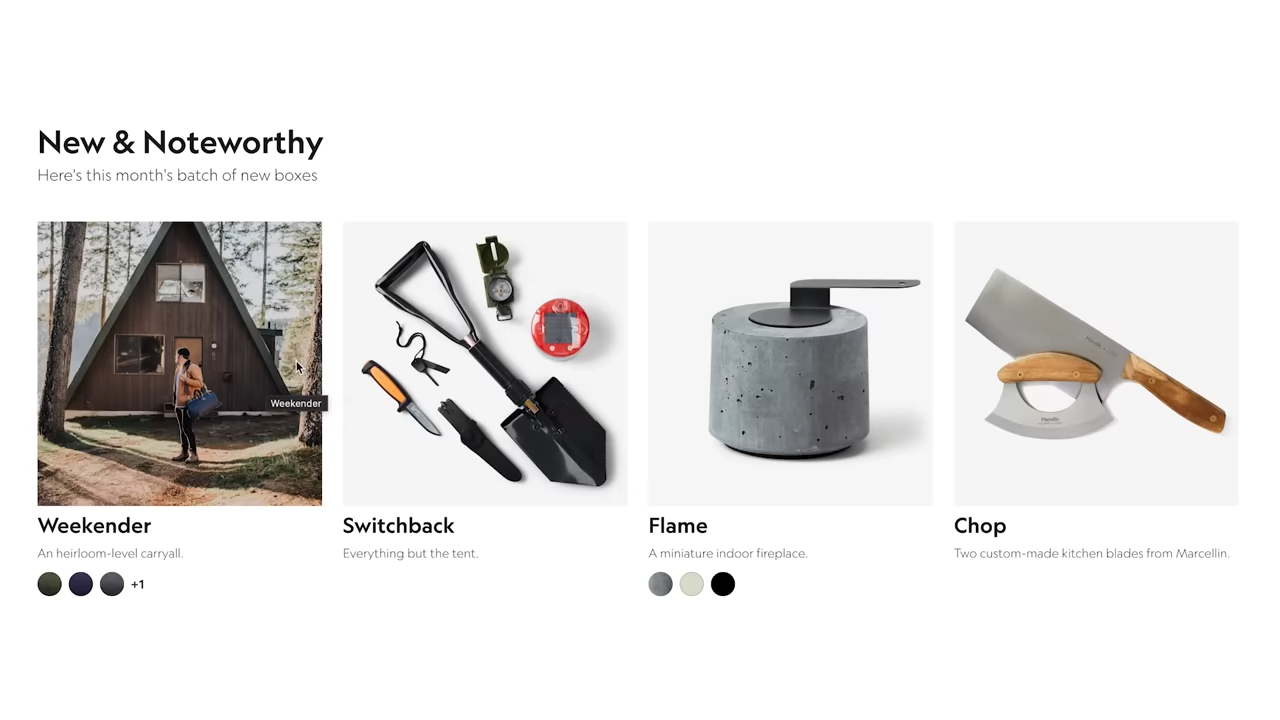 New & Noteworthy
Here's this month's batch of new boxes
Weekender
Weekender
An heirloom-level carryall.
+1
Switchback
Everything but the tent.
Flame
A miniature indoor fireplace.
Chop
Two custom-made kitchen blades from Marcellin.